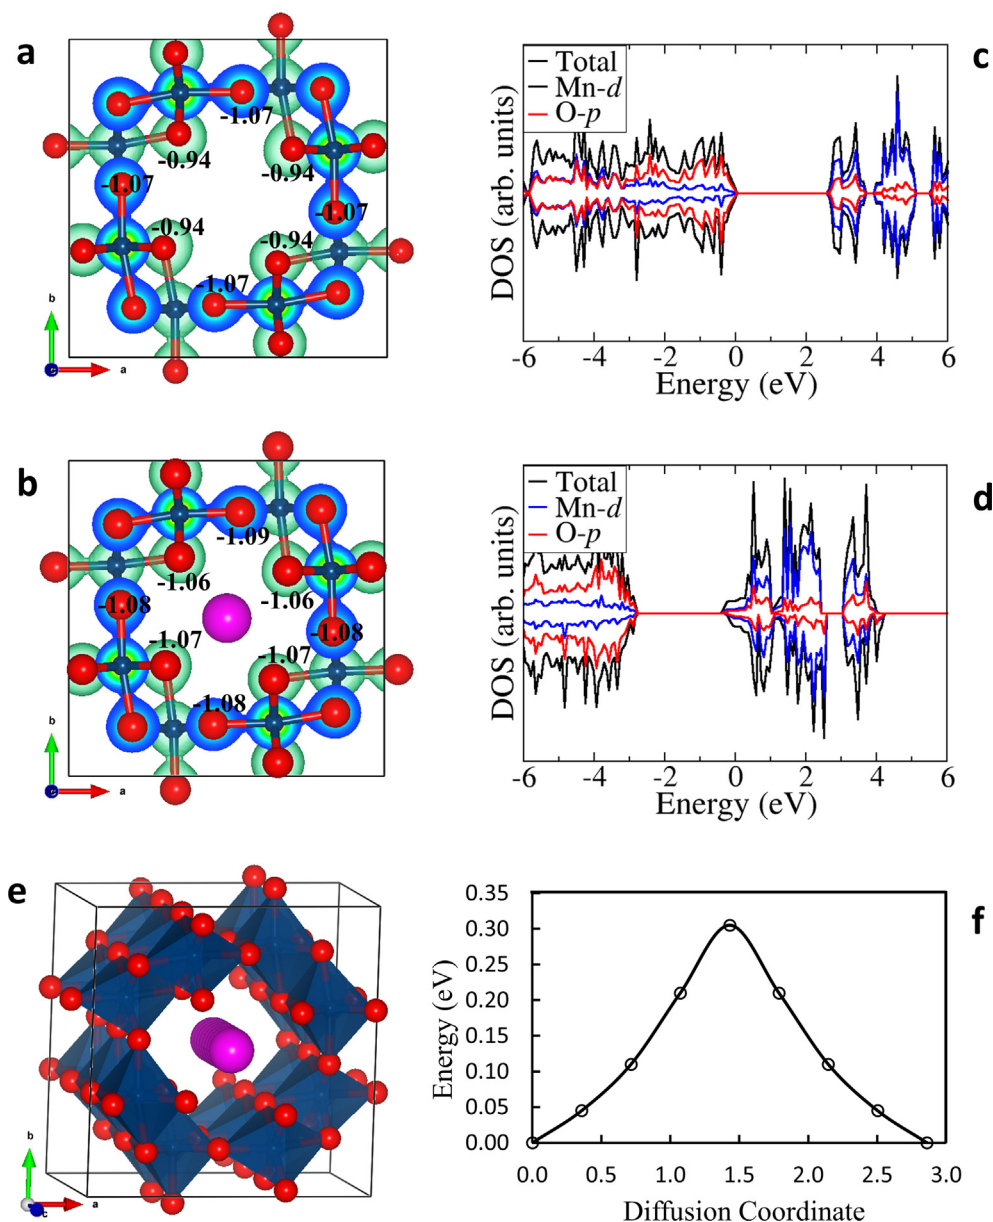 a
-1.07
-0.94
-0.94
-1.07
-1.07
-0.94
-0.94
-1.07
b
a
c
Total
Mn-d
O-p
DOS (arb. units)
-6 -4 -2 0 2 4 6
Energy (eV)
b
-1.09
-1.06
-1.06
-1.08
-1.08
-1.07
-1.07
-1.08
b
a
d
Total
Mn-d
O-p
DOS (arb. units)
-6 -4 -2 0 2 4 6
Energy (eV)
e
b
a
c
f
Energy (eV)
0.35
0.30
0.25
0.20
0.15
0.10
0.05
0.00
0.0 0.5 1.0 1.5 2.0 2.5 3.0
Diffusion Coordinate